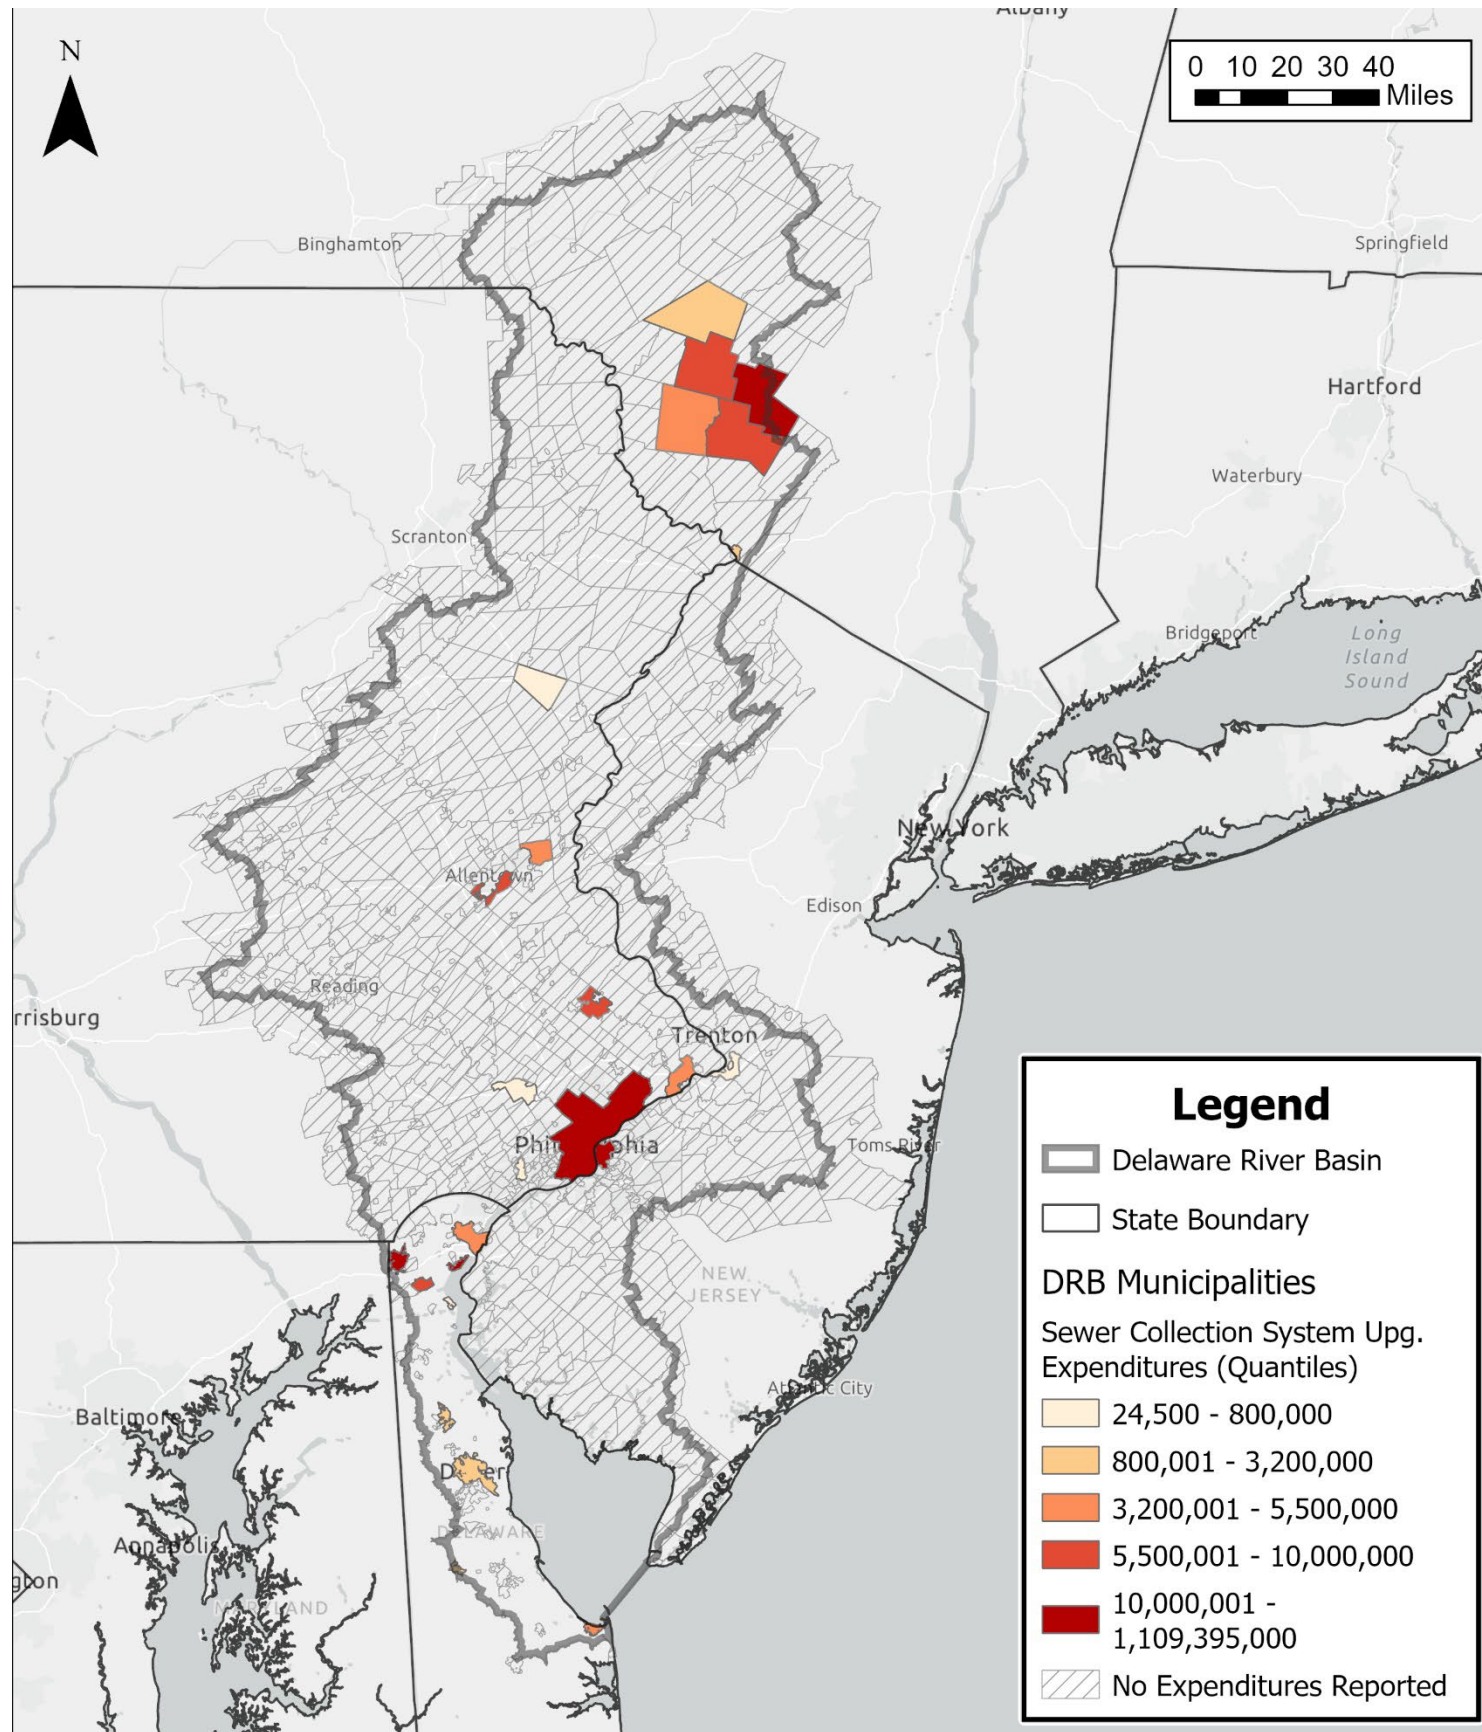 Albany
N
0 10 20 30 40
Miles
Binghamton
Springfield
Hartford
Waterbury
Scranton
Bridgeport
Long
Island
Sound
New York
Allentown
Edison
Reading
rrisburg
Trenton
Philadelphia
Toms River
NEW
JERSEY
Atlantic City
Baltimore
Dover
DELAWARE
Annapolis
gton
MARYLAND
Legend
Delaware River Basin
State Boundary
DRB Municipalities
Sewer Collection System Upg.
Expenditures (Quantiles)
24,500 - 800,000
800,001 - 3,200,000
3,200,001 - 5,500,000
5,500,001 - 10,000,000
10,000,001 -
1,109,395,000
No Expenditures Reported